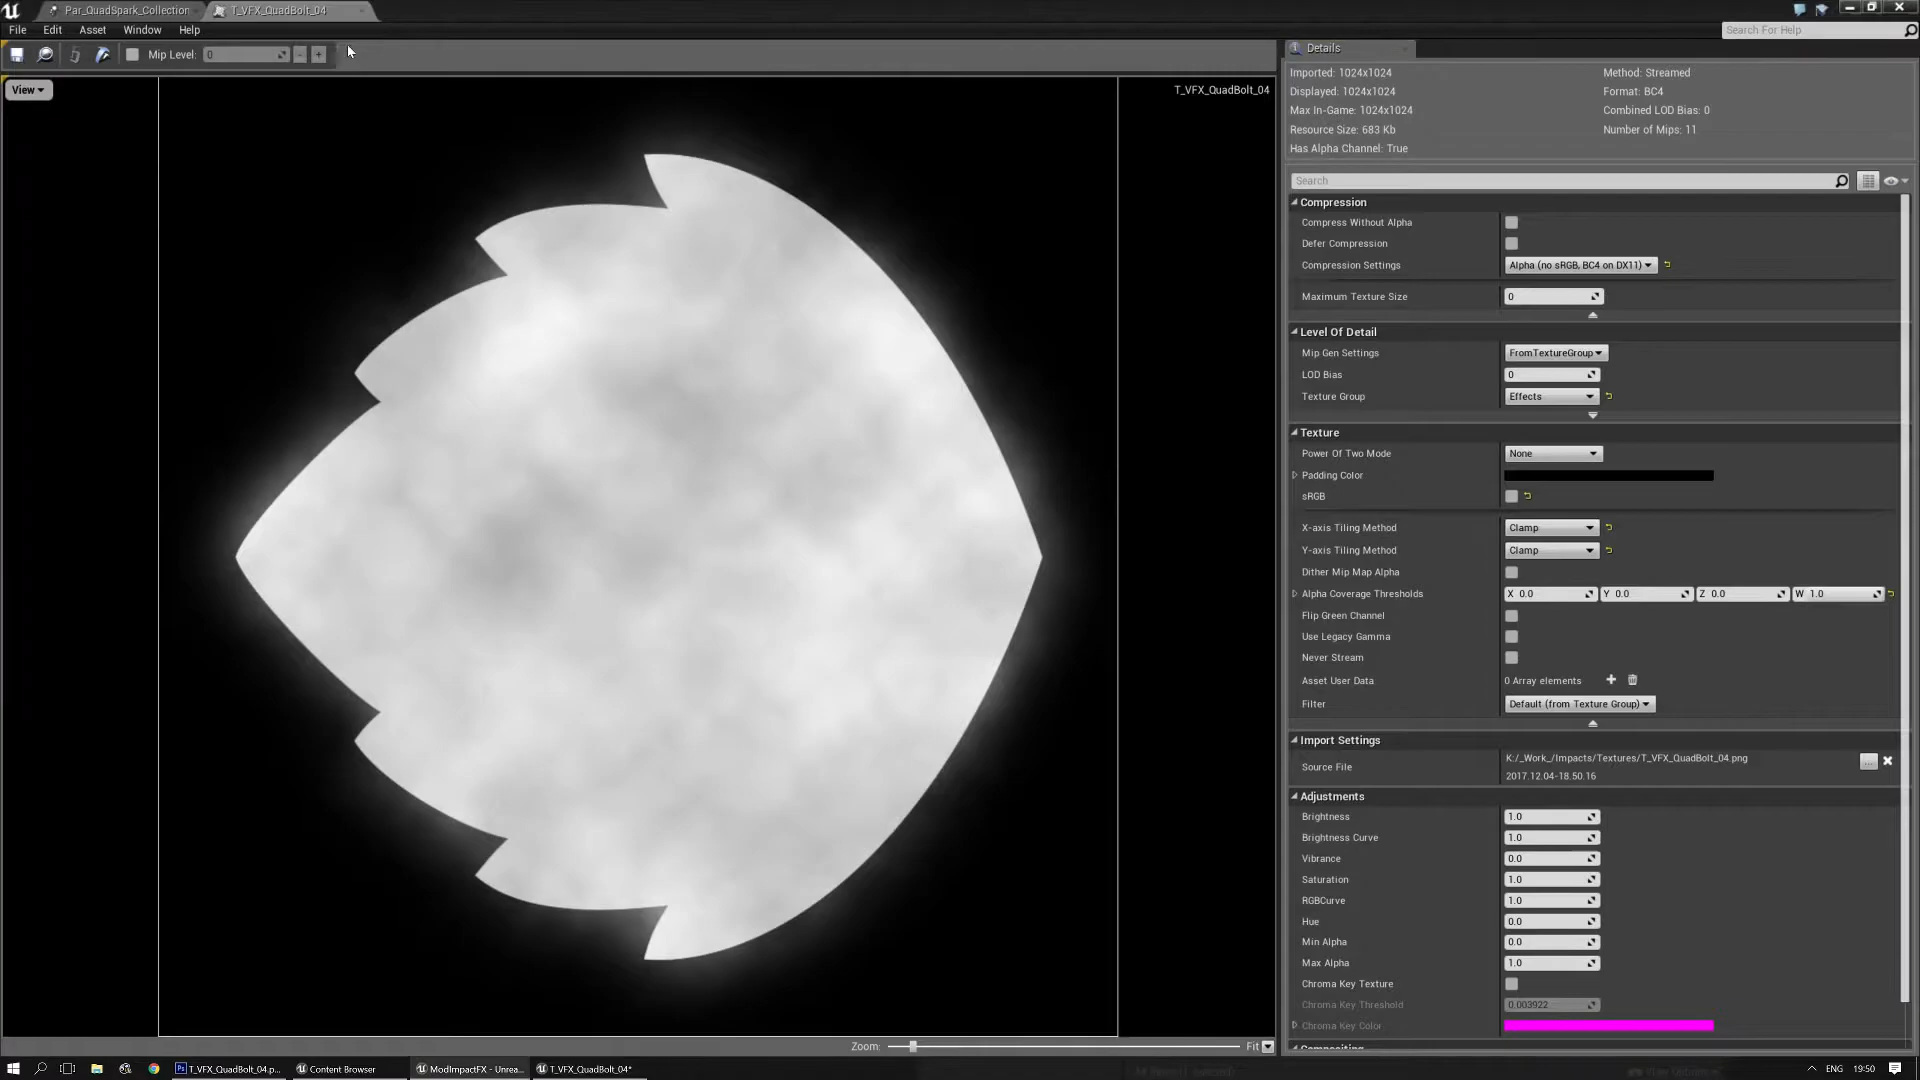 Par_QuadSpark_Collection
T_VFX_QuadBolt_04
File Edit Asset Window Help
Search For Help
Mip Level: 0 - +
View
T_VFX_QuadBolt_04
Zoom: Fit
Details
Imported: 1024x1024 Method: Streamed
Displayed: 1024x1024 Format: BC4
Max In-Game: 1024x1024 Combined LOD Bias: 0
Resource Size: 683 Kb Number of Mips: 11
Has Alpha Channel: True
Search
Compression
Compress Without Alpha
Defer Compression
Compression Settings Alpha (no sRGB, BC4 on DX11)
Maximum Texture Size 0
Level Of Detail
Mip Gen Settings FromTextureGroup
LOD Bias 0
Texture Group Effects
Texture
Power Of Two Mode None
Padding Color
sRGB
X-axis Tiling Method Clamp
Y-axis Tiling Method Clamp
Dither Mip Map Alpha
Alpha Coverage Thresholds X 0.0 Y 0.0 Z 0.0 W 1.0
Flip Green Channel
Use Legacy Gamma
Never Stream
Asset User Data 0 Array elements
Filter Default (from Texture Group)
Import Settings
Source File K:/_Work_/Impacts/Textures/T_VFX_QuadBolt_04.png ...
2017.12.04-18.50.16
Adjustments
Brightness 1.0
Brightness Curve 1.0
Vibrance 0.0
Saturation 1.0
RGBCurve 1.0
Hue 0.0
Min Alpha 0.0
Max Alpha 1.0
Chroma Key Texture
Chroma Key Threshold 0.003922
Chroma Key Color
Compositing
T_VFX_QuadBolt_04.p... Content Browser ModImpactFX - Unrea... T_VFX_QuadBolt_04* ENG 19:50